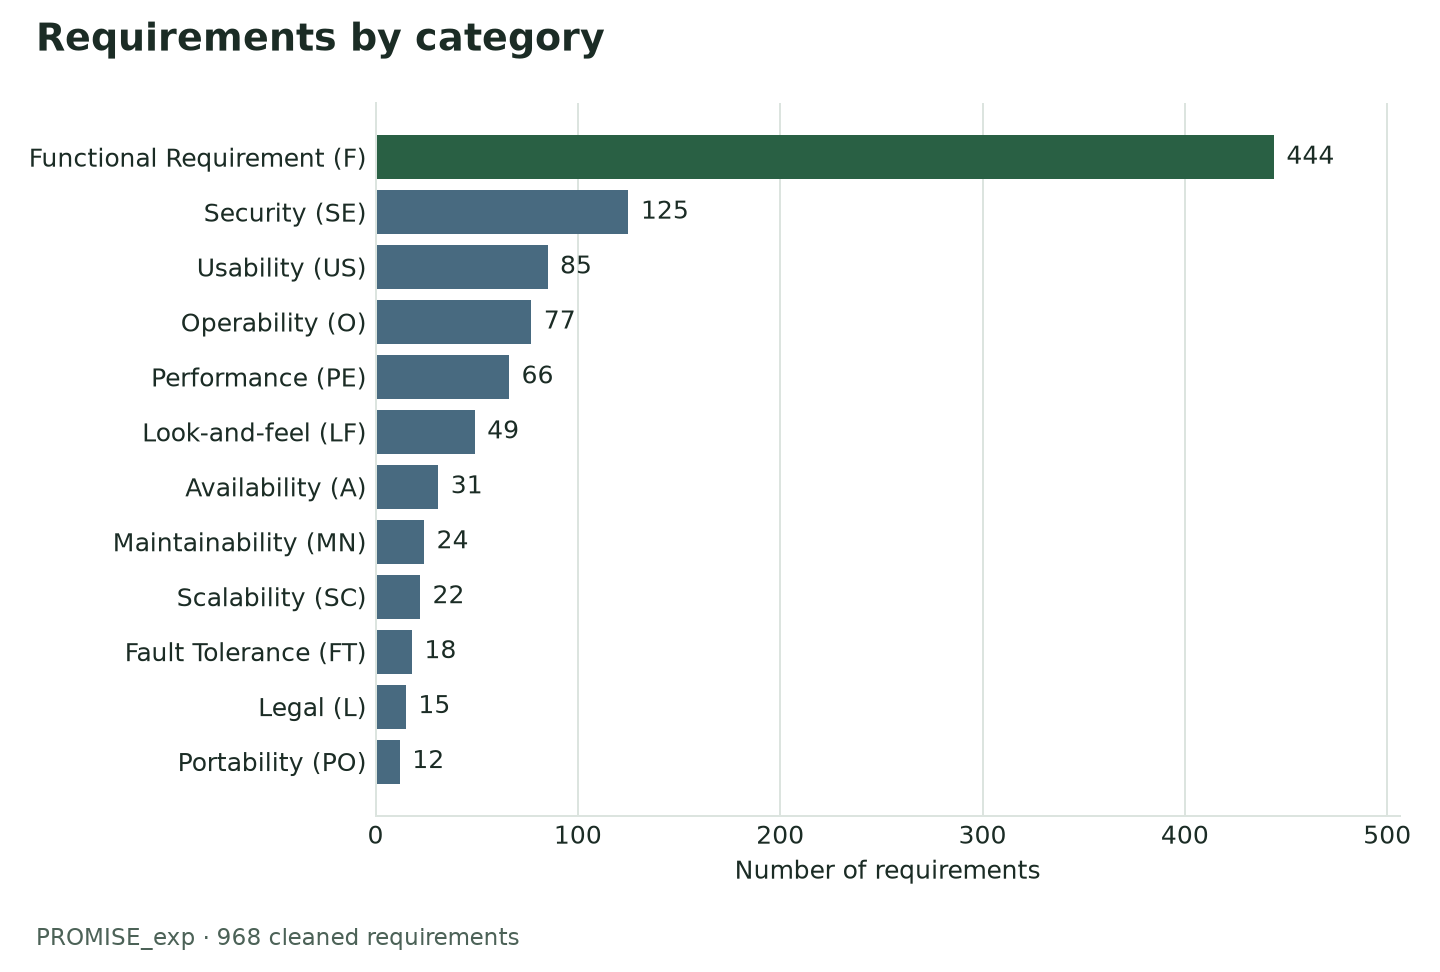 Requirements by category
Functional Requirement (F) 444
Security (SE) 125
Usability (US) 85
Operability (O) 77
Performance (PE) 66
Look-and-feel (LF) 49
Availability (A) 31
Maintainability (MN) 24
Scalability (SC) 22
Fault Tolerance (FT) 18
Legal (L) 15
Portability (PO) 12
0 100 200 300 400 500
Number of requirements
PROMISE_exp · 968 cleaned requirements